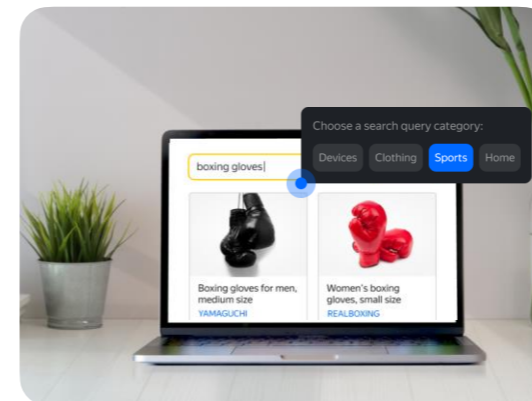 Choose a search query category:
Devices Clothing Sports Home
boxing gloves
Boxing gloves for men,
medium size
YAMAGUCHI
Women's boxing
gloves, small size
REALBOXING